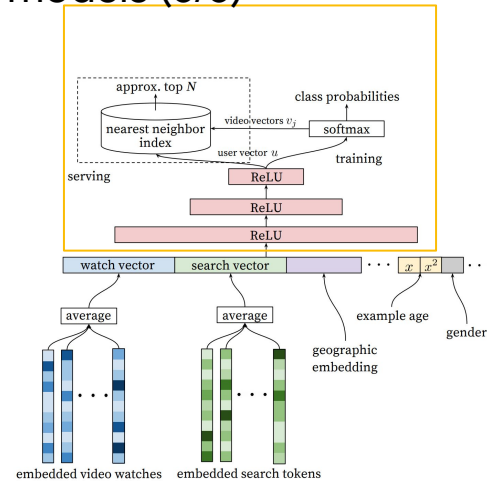 approx. top N
class probabilities
nearest neighbor
index
video vectors vⱼ
softmax
user vector u
serving
training
ReLU
ReLU
ReLU
watch vector
search vector
· · ·
x
x²
· ·
average
average
example age
gender
geographic
embedding
· · ·
· · ·
embedded video watches
embedded search tokens